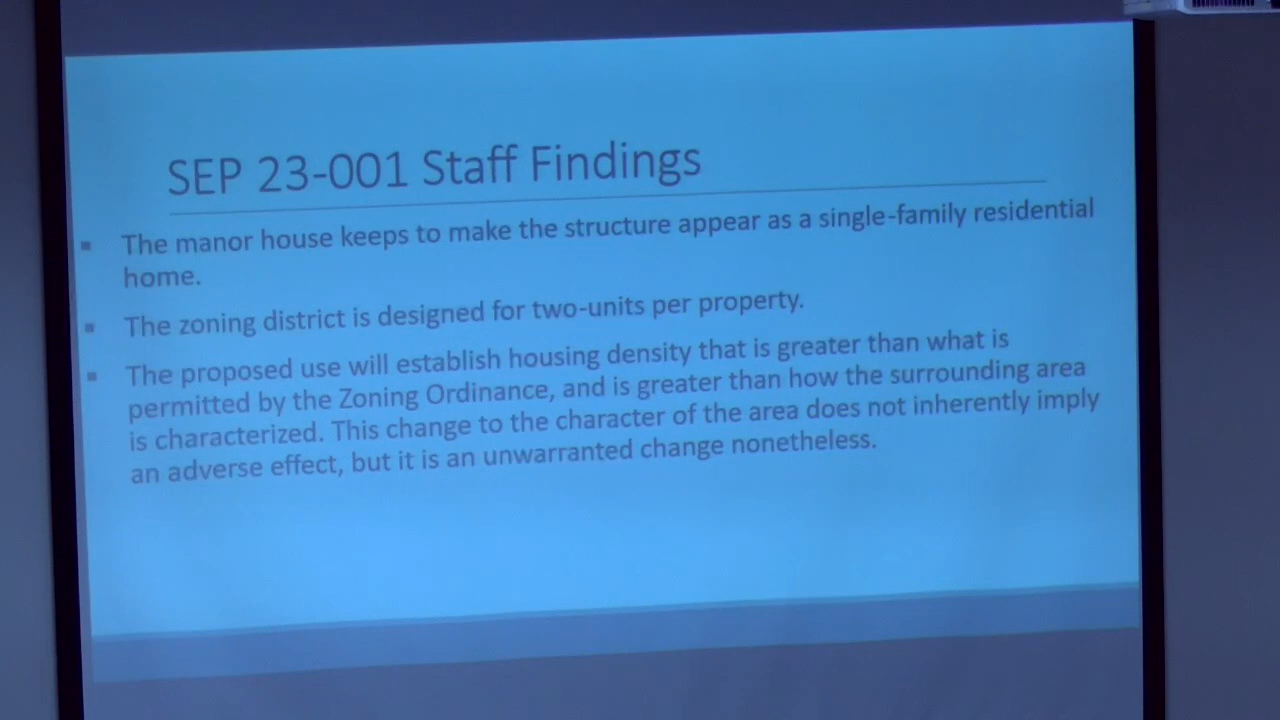 SEP 23-001 Staff Findings
▪ The manor house keeps to make the structure appear as a single-family residential
home.
▪ The zoning district is designed for two-units per property.
▪ The proposed use will establish housing density that is greater than what is
permitted by the Zoning Ordinance, and is greater than how the surrounding area
is characterized. This change to the character of the area does not inherently imply
an adverse effect, but it is an unwarranted change nonetheless.